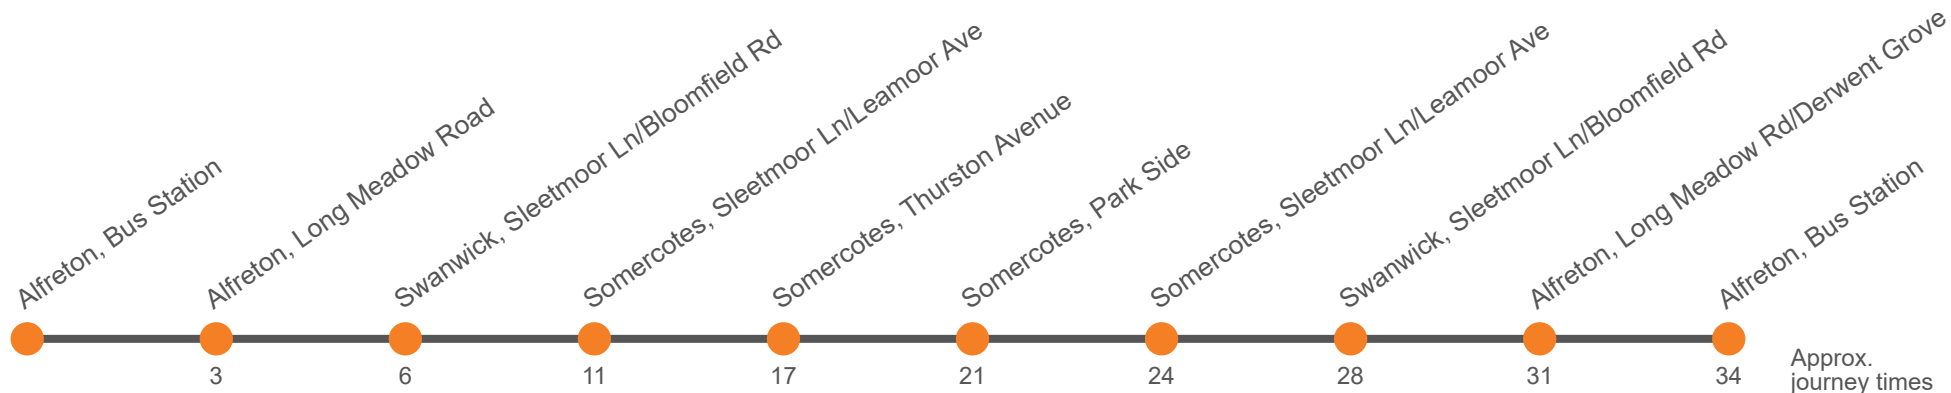 Alfreton, Bus Station
Alfreton, Long Meadow Road
Swanwick, Sleetmoor Ln/Bloomfield Rd
Somercotes, Sleetmoor Ln/Leamoor Ave
Somercotes, Thurston Avenue
Somercotes, Park Side
Somercotes, Sleetmoor Ln/Leamoor Ave
Swanwick, Sleetmoor Ln/Bloomfield Rd
Alfreton, Long Meadow Rd/Derwent Grove
Alfreton, Bus Station
3 6 11 17 21 24 28 31 34
Approx.
journey times